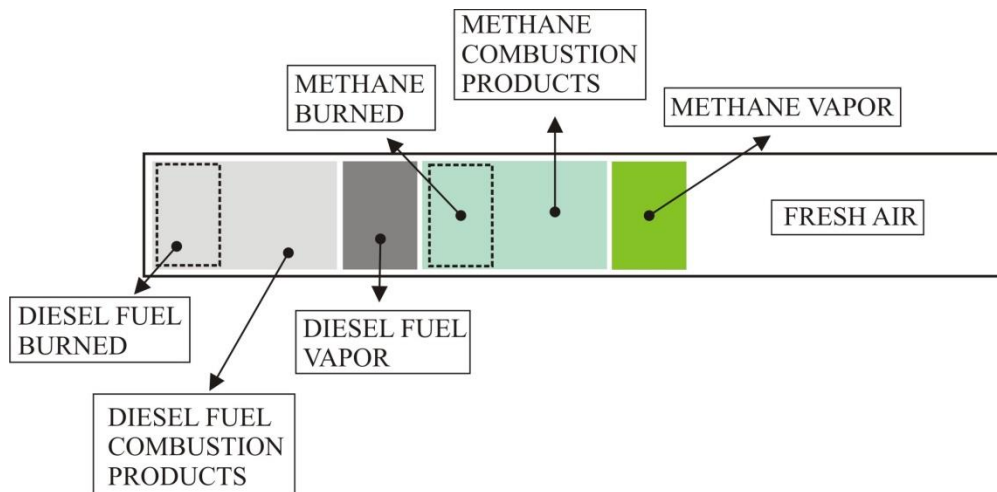 METHANE
COMBUSTION
PRODUCTS
METHANE
BURNED
METHANE VAPOR
FRESH AIR
DIESEL FUEL
BURNED
DIESEL FUEL
VAPOR
DIESEL FUEL
COMBUSTION
PRODUCTS